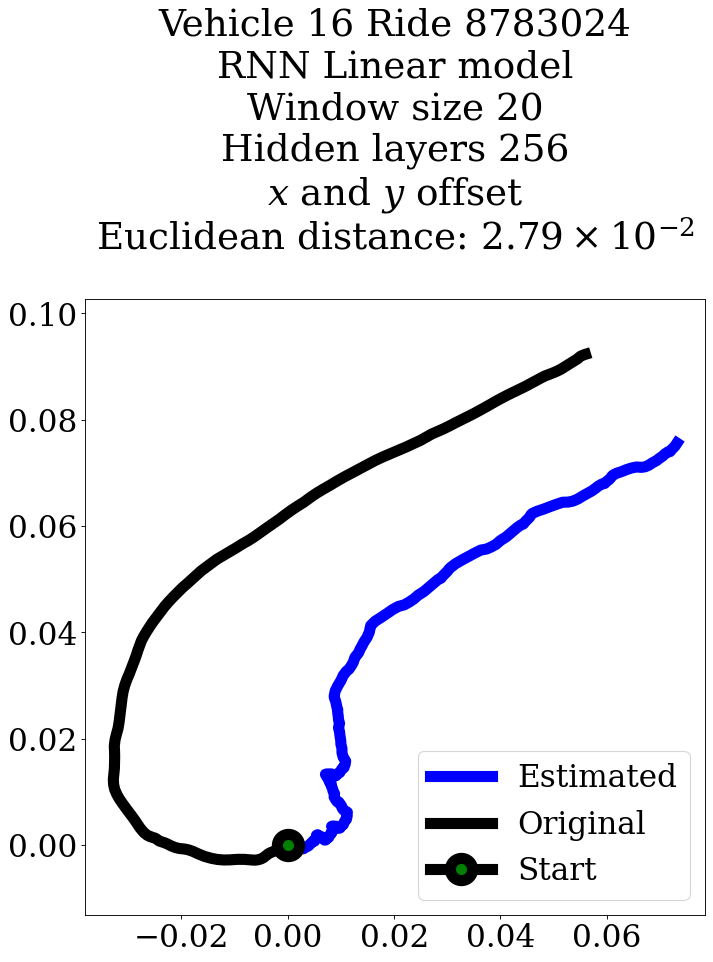 Vehicle 16 Ride 8783024
RNN Linear model
Window size 20
Hidden layers 256
x and y offset
Euclidean distance: 2.79 × 10⁻²
0.10
0.08
0.06
0.04
0.02
0.00
Estimated
Original
Start
−0.02 0.00 0.02 0.04 0.06